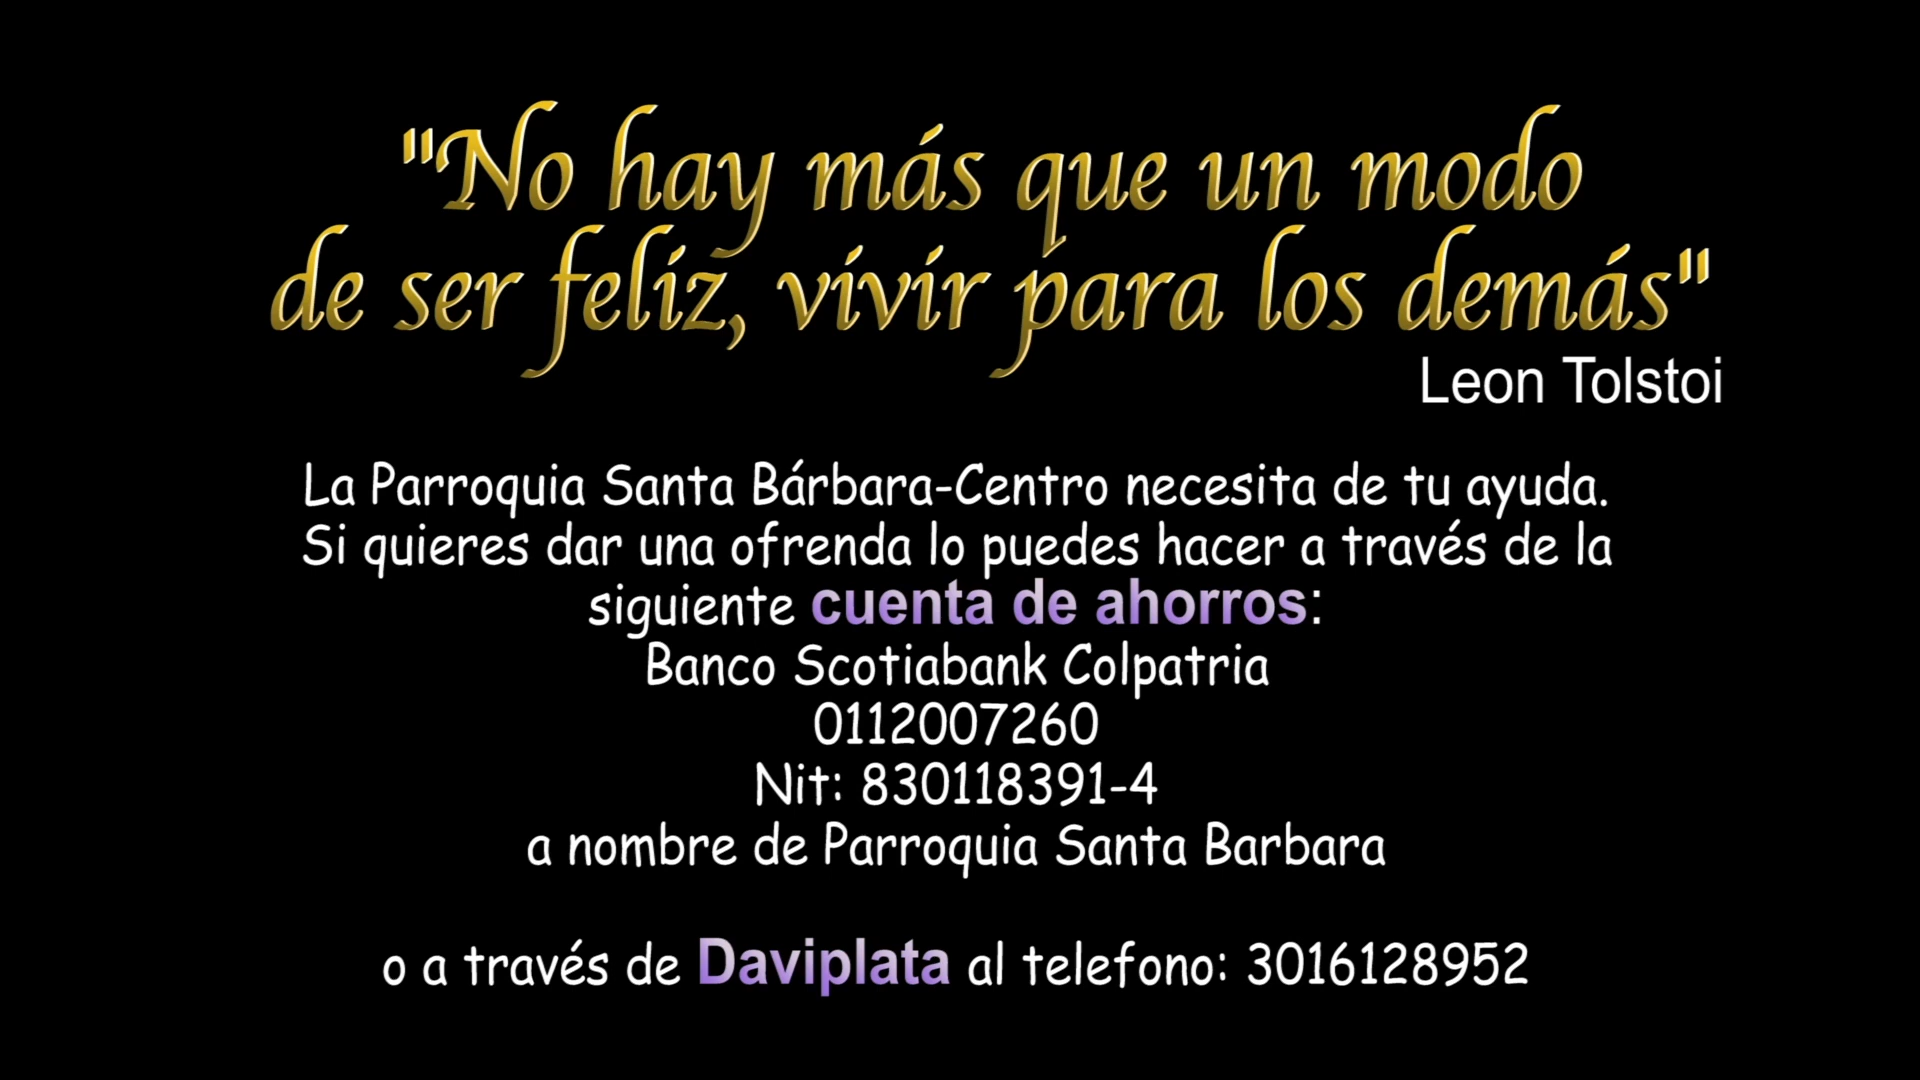 "No hay más que un modo
de ser feliz, vivir para los demás"
Leon Tolstoi
La Parroquia Santa Bárbara-Centro necesita de tu ayuda.
Si quieres dar una ofrenda lo puedes hacer a través de la
siguiente cuenta de ahorros:
Banco Scotiabank Colpatria
0112007260
Nit: 830118391-4
a nombre de Parroquia Santa Barbara
o a través de Daviplata al telefono: 3016128952